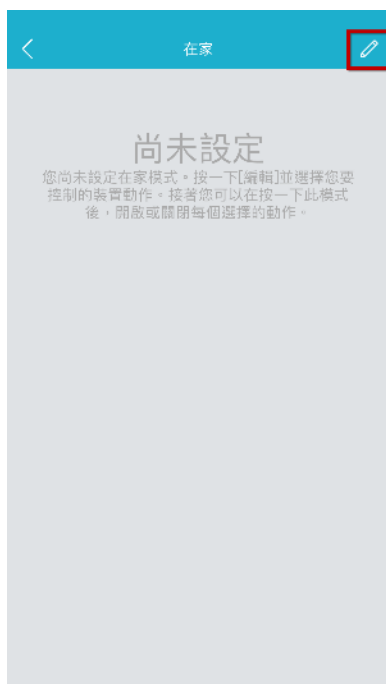 在家
尚未設定
您尚未設定在家模式。按一下[編輯]並選擇您要
控制的裝置動作。接著您可以在按一下此模式
後，開啟或關閉每個選擇的動作。